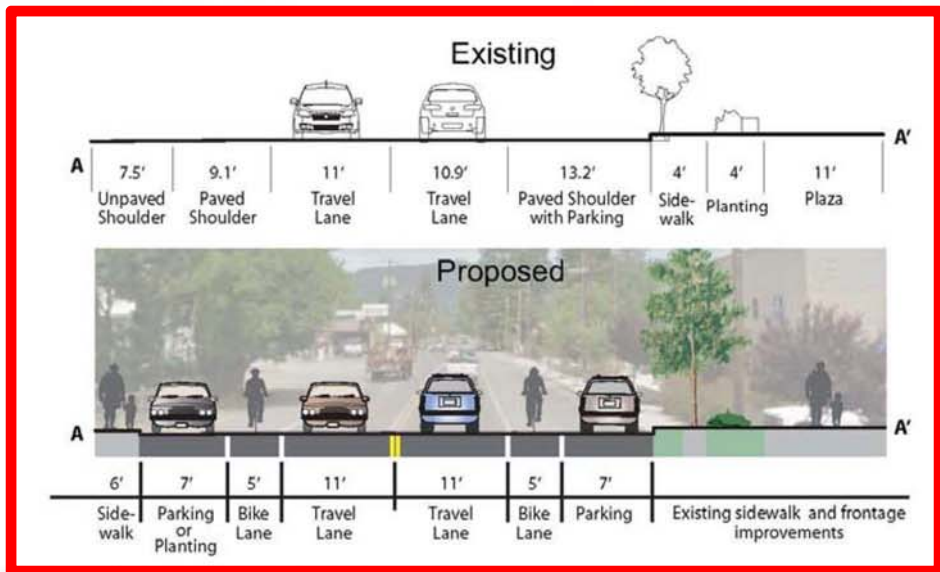 Existing
A A'
7.5' 9.1' 11' 10.9' 13.2' 4' 4' 11'
Unpaved Paved Travel Travel Paved Shoulder Side- Planting Plaza
Shoulder Shoulder Lane Lane with Parking walk
Proposed
A A'
6' 7' 5' 11' 11' 5' 7'
Side- Parking Bike Travel Travel Bike Parking Existing sidewalk and frontage
walk or Lane Lane Lane Lane improvements
Planting